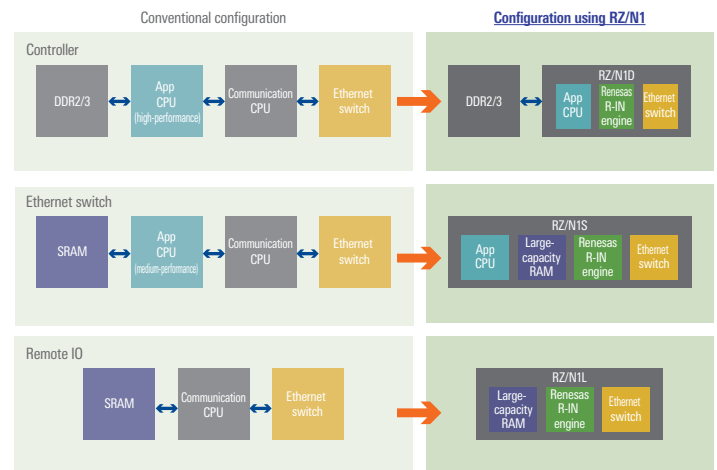 Conventional configuration
Configuration using RZ/N1
Controller
DDR2/3
App
CPU
(high-performance)
Communication
CPU
Ethernet
switch
DDR2/3
RZ/N1D
App
CPU
Renesas
R-IN
engine
Ethernet
switch
Ethernet switch
SRAM
App
CPU
(medium-performance)
Communication
CPU
Ethernet
switch
RZ/N1S
App
CPU
Large-
capacity
RAM
Renesas
R-IN
engine
Ethernet
switch
Remote IO
SRAM
Communication
CPU
Ethernet
switch
RZ/N1L
Large-
capacity
RAM
Renesas
R-IN
engine
Ethernet
switch